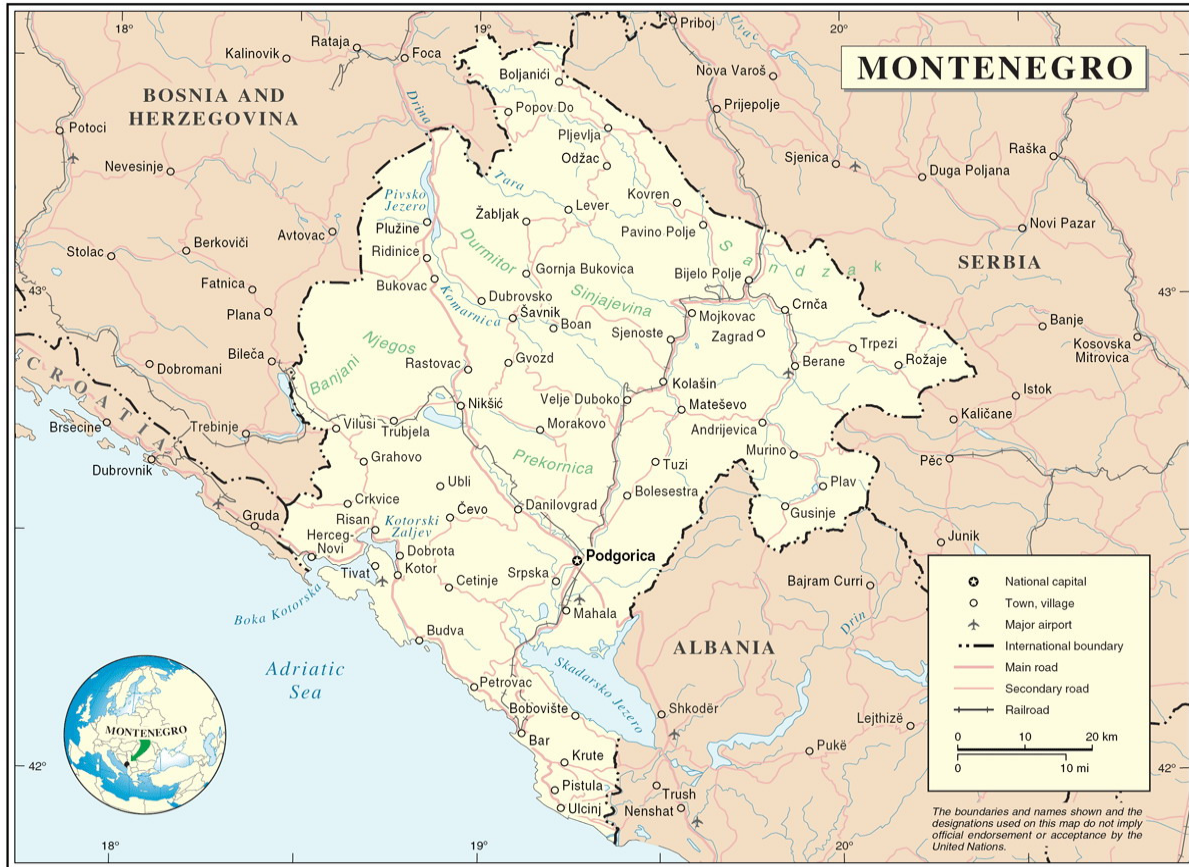 18°
19°
20°
Priboj
Uvac
Rataja
Foca
Kalinovik
Boljanići
Nova Varoš
MONTENEGRO
BOSNIA AND
HERZEGOVINA
Drina
Popov Do
Prijepolje
Potoci
Pljevlja
Odžac
Sjenica
Raška
Nevesinje
Duga Poljana
Tara
Pivsko
Jezero
Kovren
Lever
Žabljak
Plužine
Pavino Polje
Novi Pazar
Avtovac
Berkoviči
Stolac
Ridinice
Durmitor
Sandzak
SERBIA
Gornja Bukovica
Bijelo Polje
Fatnica
Bukovac
43°
43°
Komarnica
Dubrovsko
Sinjajevina
Crnča
Plana
Šavnik
Mojkovac
Boan
Banje
Sjenoste
Zagrad
Kosovska
Mitrovica
Njegos
Trpezi
Bileča
Rastovac
Gvozd
Berane
Rožaje
Dobromani
Banjani
CROATIA
Kolašin
Istok
Velje Duboko
Nikšić
Mateševo
Kaličane
Brsecine
Trebinje
Vilusi
Trubjela
Morakovo
Andrijevica
Grahovo
Murino
Pěc
Dubrovnik
Prekornica
Tuzi
Ubli
Plav
Bolesestra
Crkvice
Danilovgrad
Gusinje
Čevo
Gruda
Risan
Kotorski
Zaljev
Herceg-
Novi
Junik
Dobrota
Podgorica
Tivat
Kotor
Srpska
Cetinje
Bajram Curri
National capital
Town, village
Major airport
International boundary
Main road
Secondary road
Railroad
0 10 20 km
0 10 mi
Boka Kotorska
Mahala
Drin
Budva
ALBANIA
Adriatic
Sea
Skadarsko Jezero
Petrovac
Bobovište
Shkodër
Lejthizë
MONTENEGRO
Bar
Pukë
Krute
42°
42°
Pistula
Trush
Ulcinj
Nenshat
The boundaries and names shown and the
designations used on this map do not imply
official endorsement or acceptance by the
United Nations.
18°
19°
20°